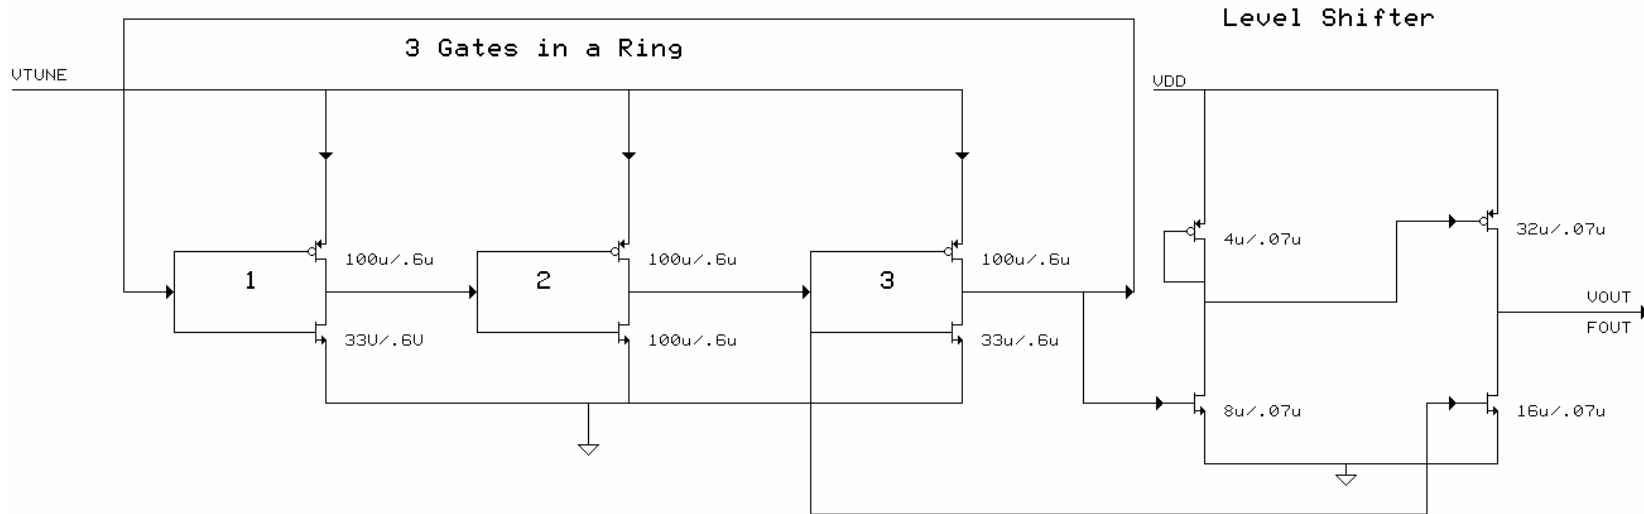 Level Shifter
3 Gates in a Ring
VTUNE
VDD
1
100u/.6u
33U/.6U
2
100u/.6u
100u/.6u
3
100u/.6u
33u/.6u
4u/.07u
8u/.07u
32u/.07u
16u/.07u
VOUT
FOUT